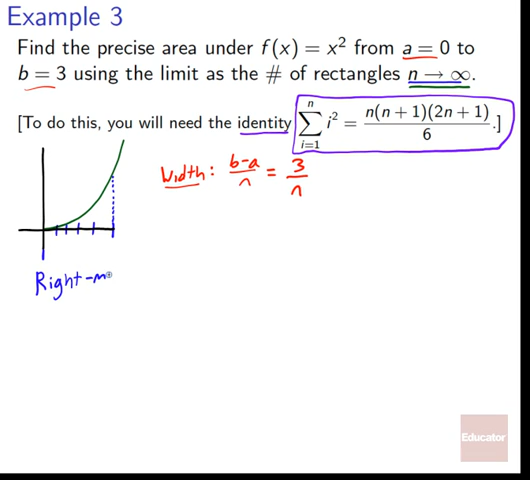 Example 3
Find the precise area under f(x) = x² from a = 0 to
b = 3 using the limit as the # of rectangles n → ∞.
[To do this, you will need the identity ∑_{i=1}^{n} i² = n(n + 1)(2n + 1)/6.]
Width: b-a/n = 3/n
Right-m
Educator